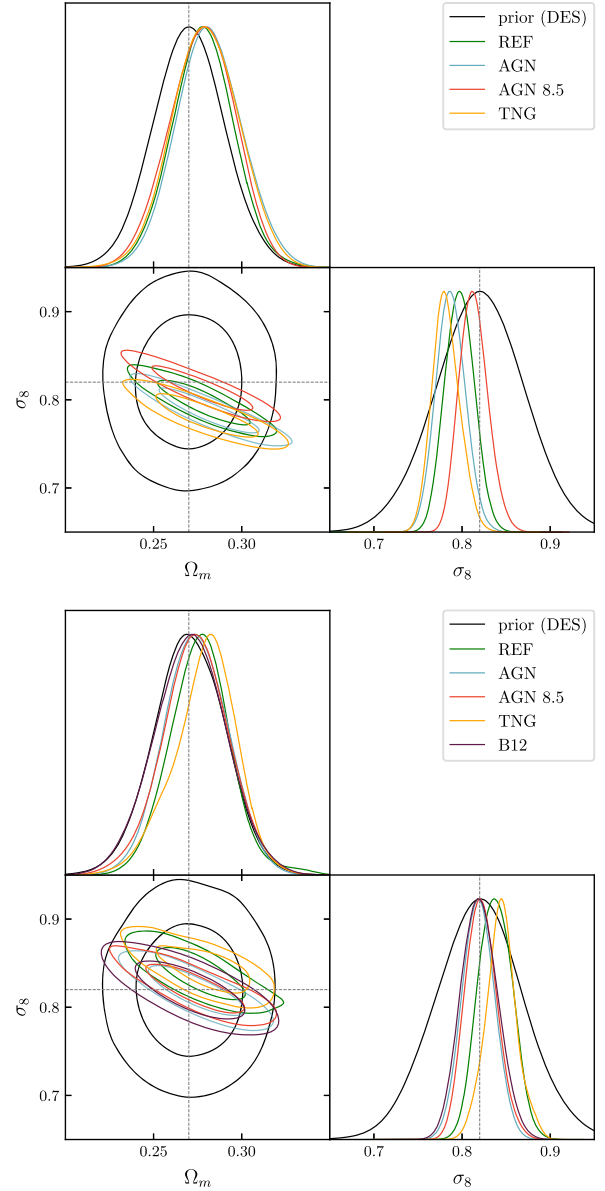 prior (DES)
REF
AGN
AGN 8.5
TNG
0.9
0.8
0.7
σ8
0.25
0.30
Ωm
0.7
0.8
0.9
σ8
prior (DES)
REF
AGN
AGN 8.5
TNG
B12
0.9
0.8
0.7
σ8
0.25
0.30
Ωm
0.7
0.8
0.9
σ8